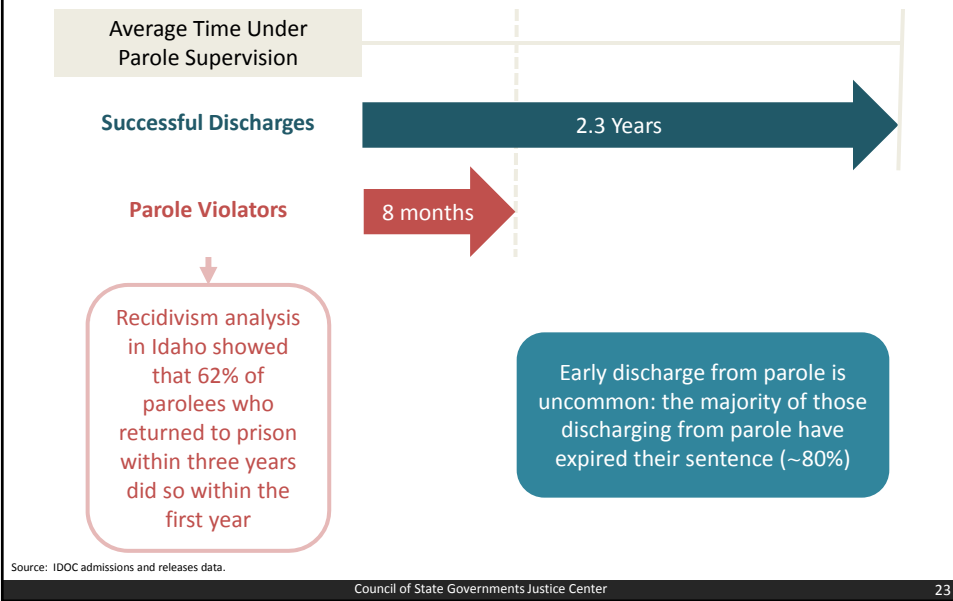 Average Time Under
Parole Supervision
Successful Discharges
2.3 Years
Parole Violators
8 months
Recidivism analysis
in Idaho showed
that 62% of
parolees who
returned to prison
within three years
did so within the
first year
Early discharge from parole is
uncommon: the majority of those
discharging from parole have
expired their sentence (~80%)
Source: IDOC admissions and releases data.
Council of State Governments Justice Center
23